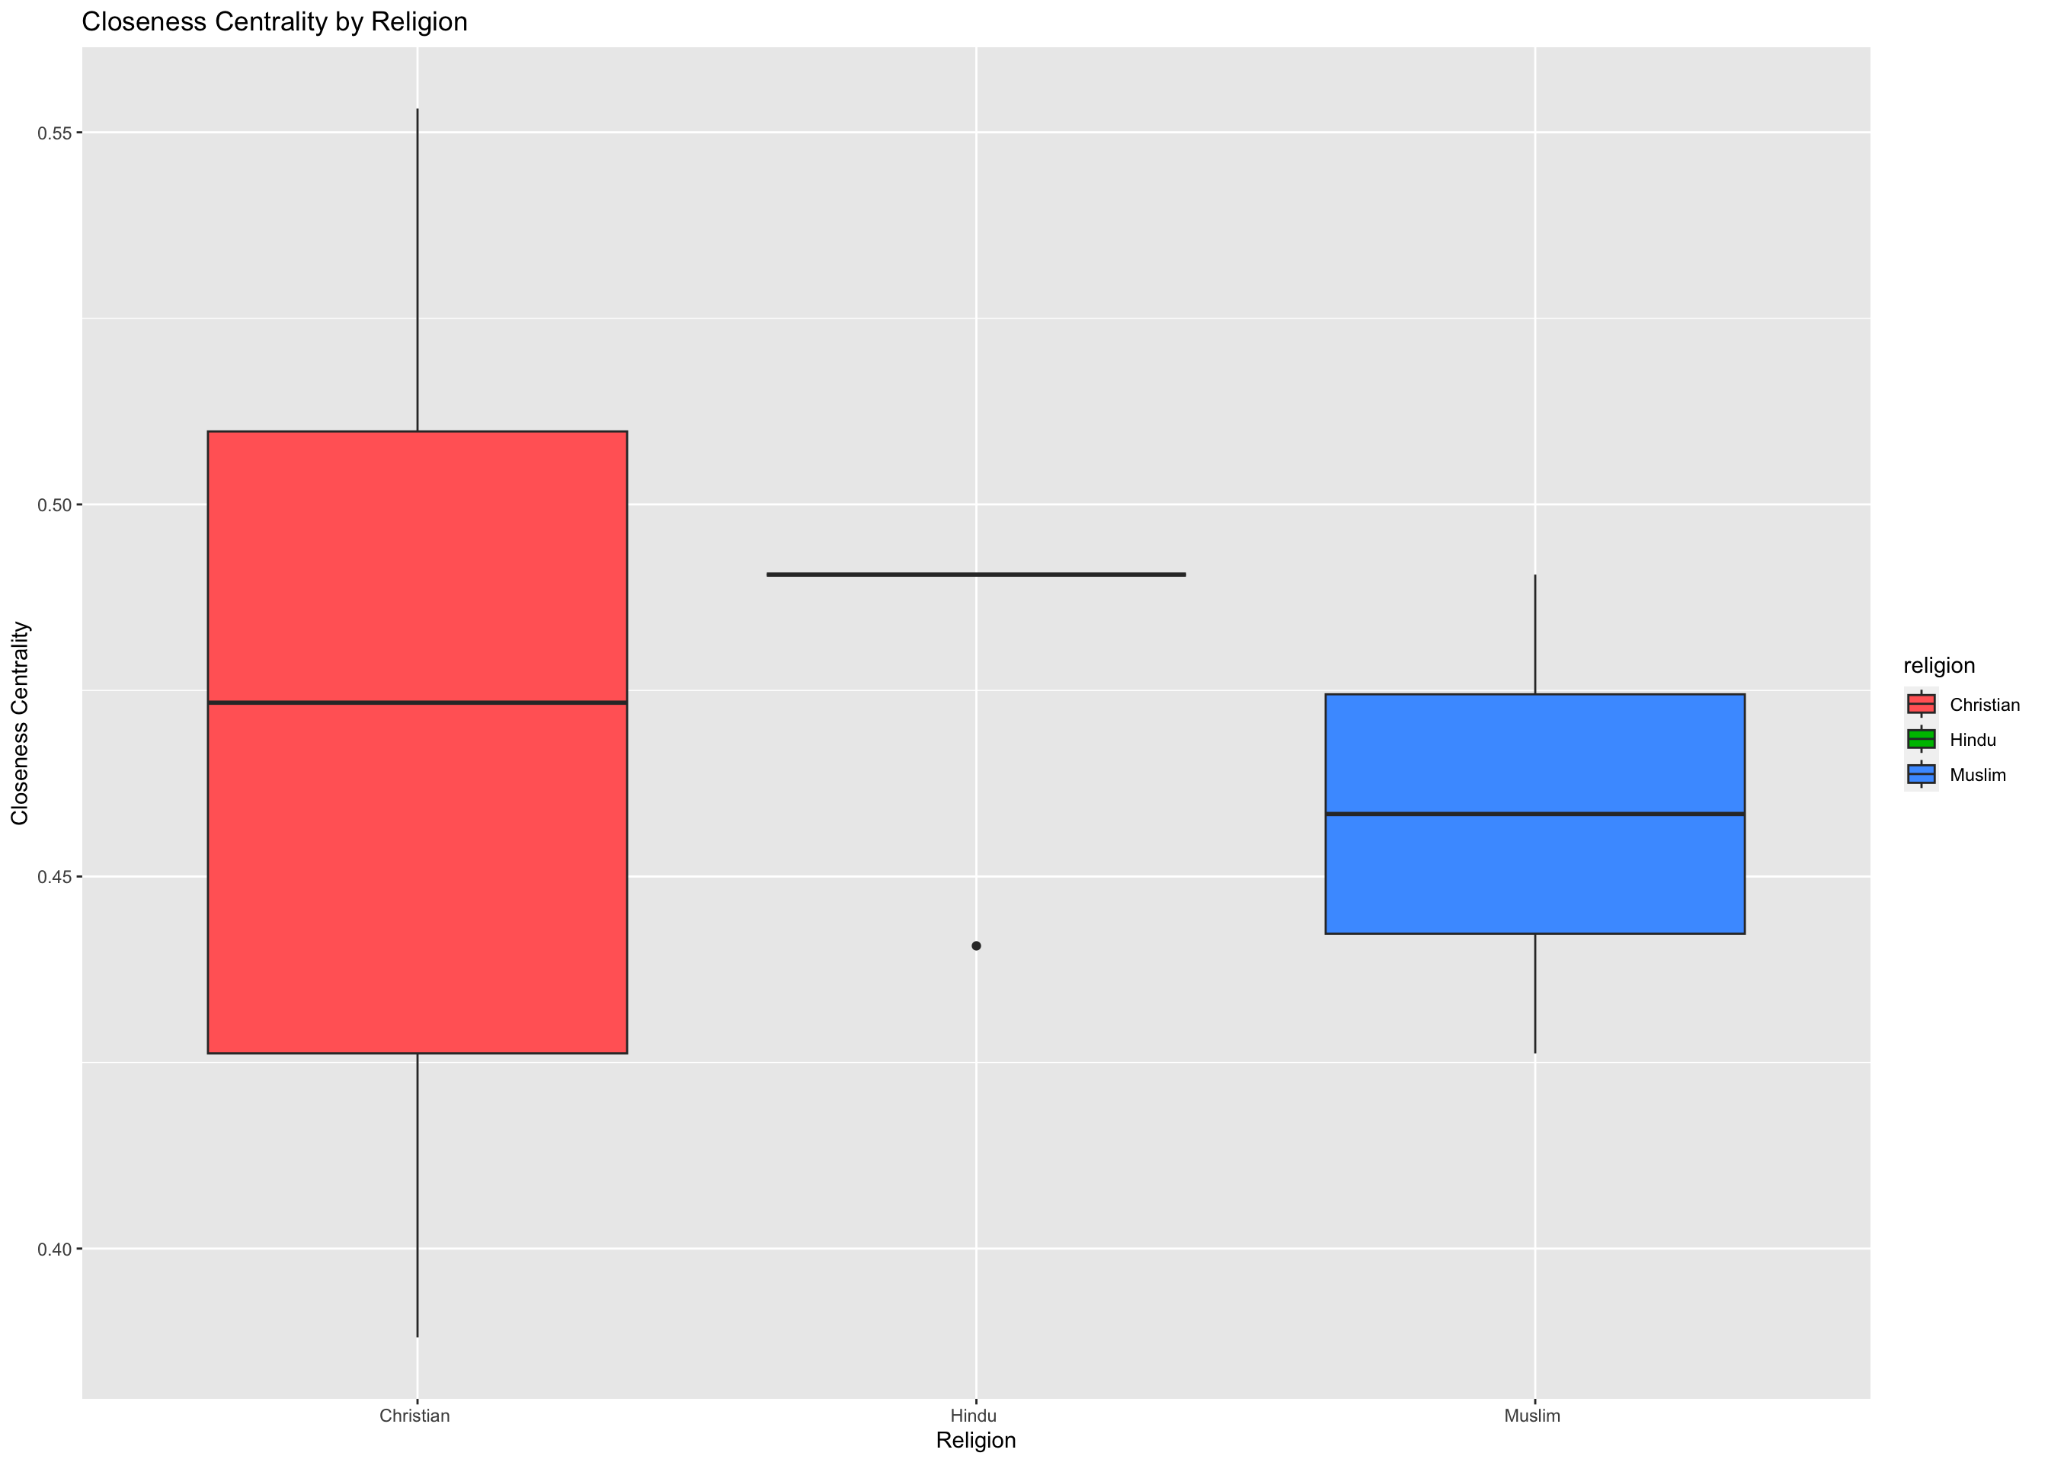 Closeness Centrality by Religion
Closeness Centrality
0.55
0.50
0.45
0.40
Christian
Hindu
Muslim
Religion
religion
Christian
Hindu
Muslim